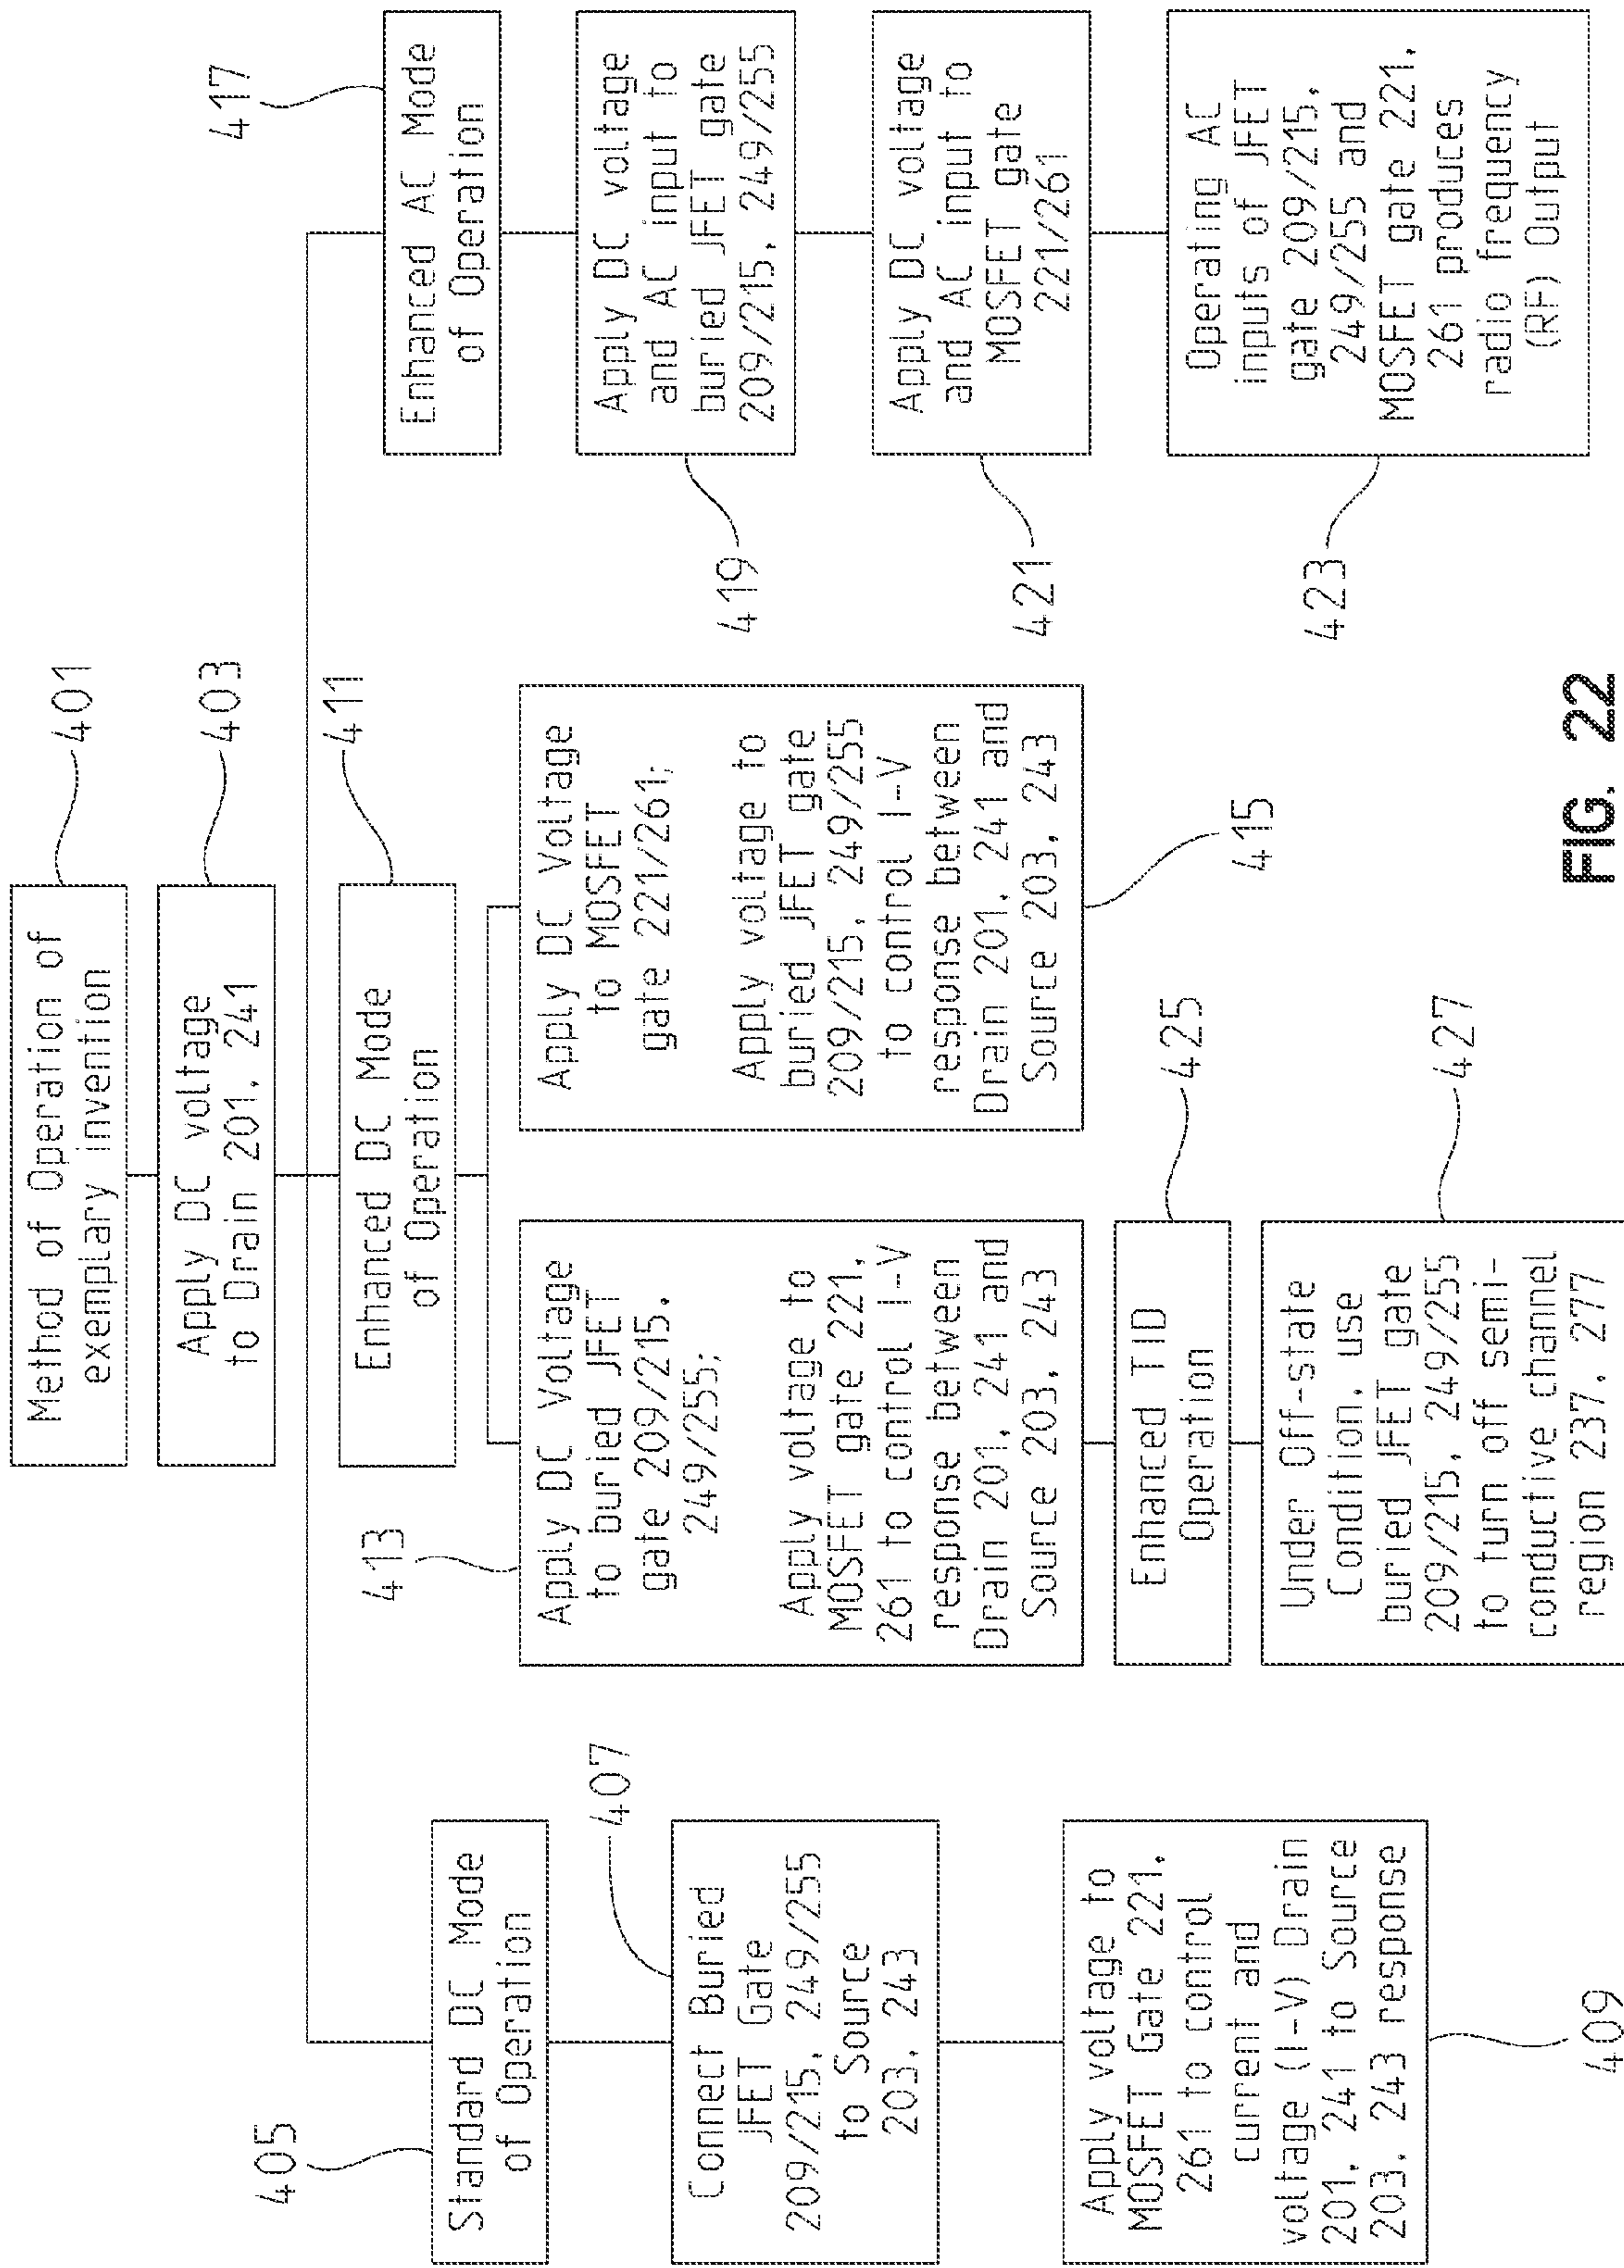 Method of Operation of
exemplary invention
401
Apply DC voltage
to Drain 201, 241
403
405
Standard DC Mode
of Operation
407
Connect Buried
JFET Gate
209/215, 249/255
to Source
203, 243
Apply voltage to
MOSFET Gate 221,
261 to control
current and
voltage (I-V) Drain
201, 241 to Source
203, 243 response
409
Enhanced DC Mode
of Operation
411
413
Apply DC Voltage
to buried JFET
gate 209/215,
249/255;
Apply voltage to
MOSFET gate 221,
261 to control I-V
response between
Drain 201, 241 and
Source 203, 243
Enhanced TID
Operation
425
Under Off-state
Condition, use
buried JFET gate
209/215, 249/255
to turn off semi-
conductive channel
region 237, 277
427
Apply DC Voltage
to MOSFET
gate 221/261;
Apply voltage to
buried JFET gate
209/215, 249/255
to control I-V
response between
Drain 201, 241 and
Source 203, 243
415
417
Enhanced AC Mode
of Operation
Apply DC voltage
and AC input to
buried JFET gate
209/215, 249/255
419
Apply DC voltage
and AC input to
MOSFET gate
221/261
421
Operating AC
inputs of JFET
gate 209/215,
249/255 and
MOSFET gate 221,
261 produces
radio frequency
(RF) Output
423
FIG. 22